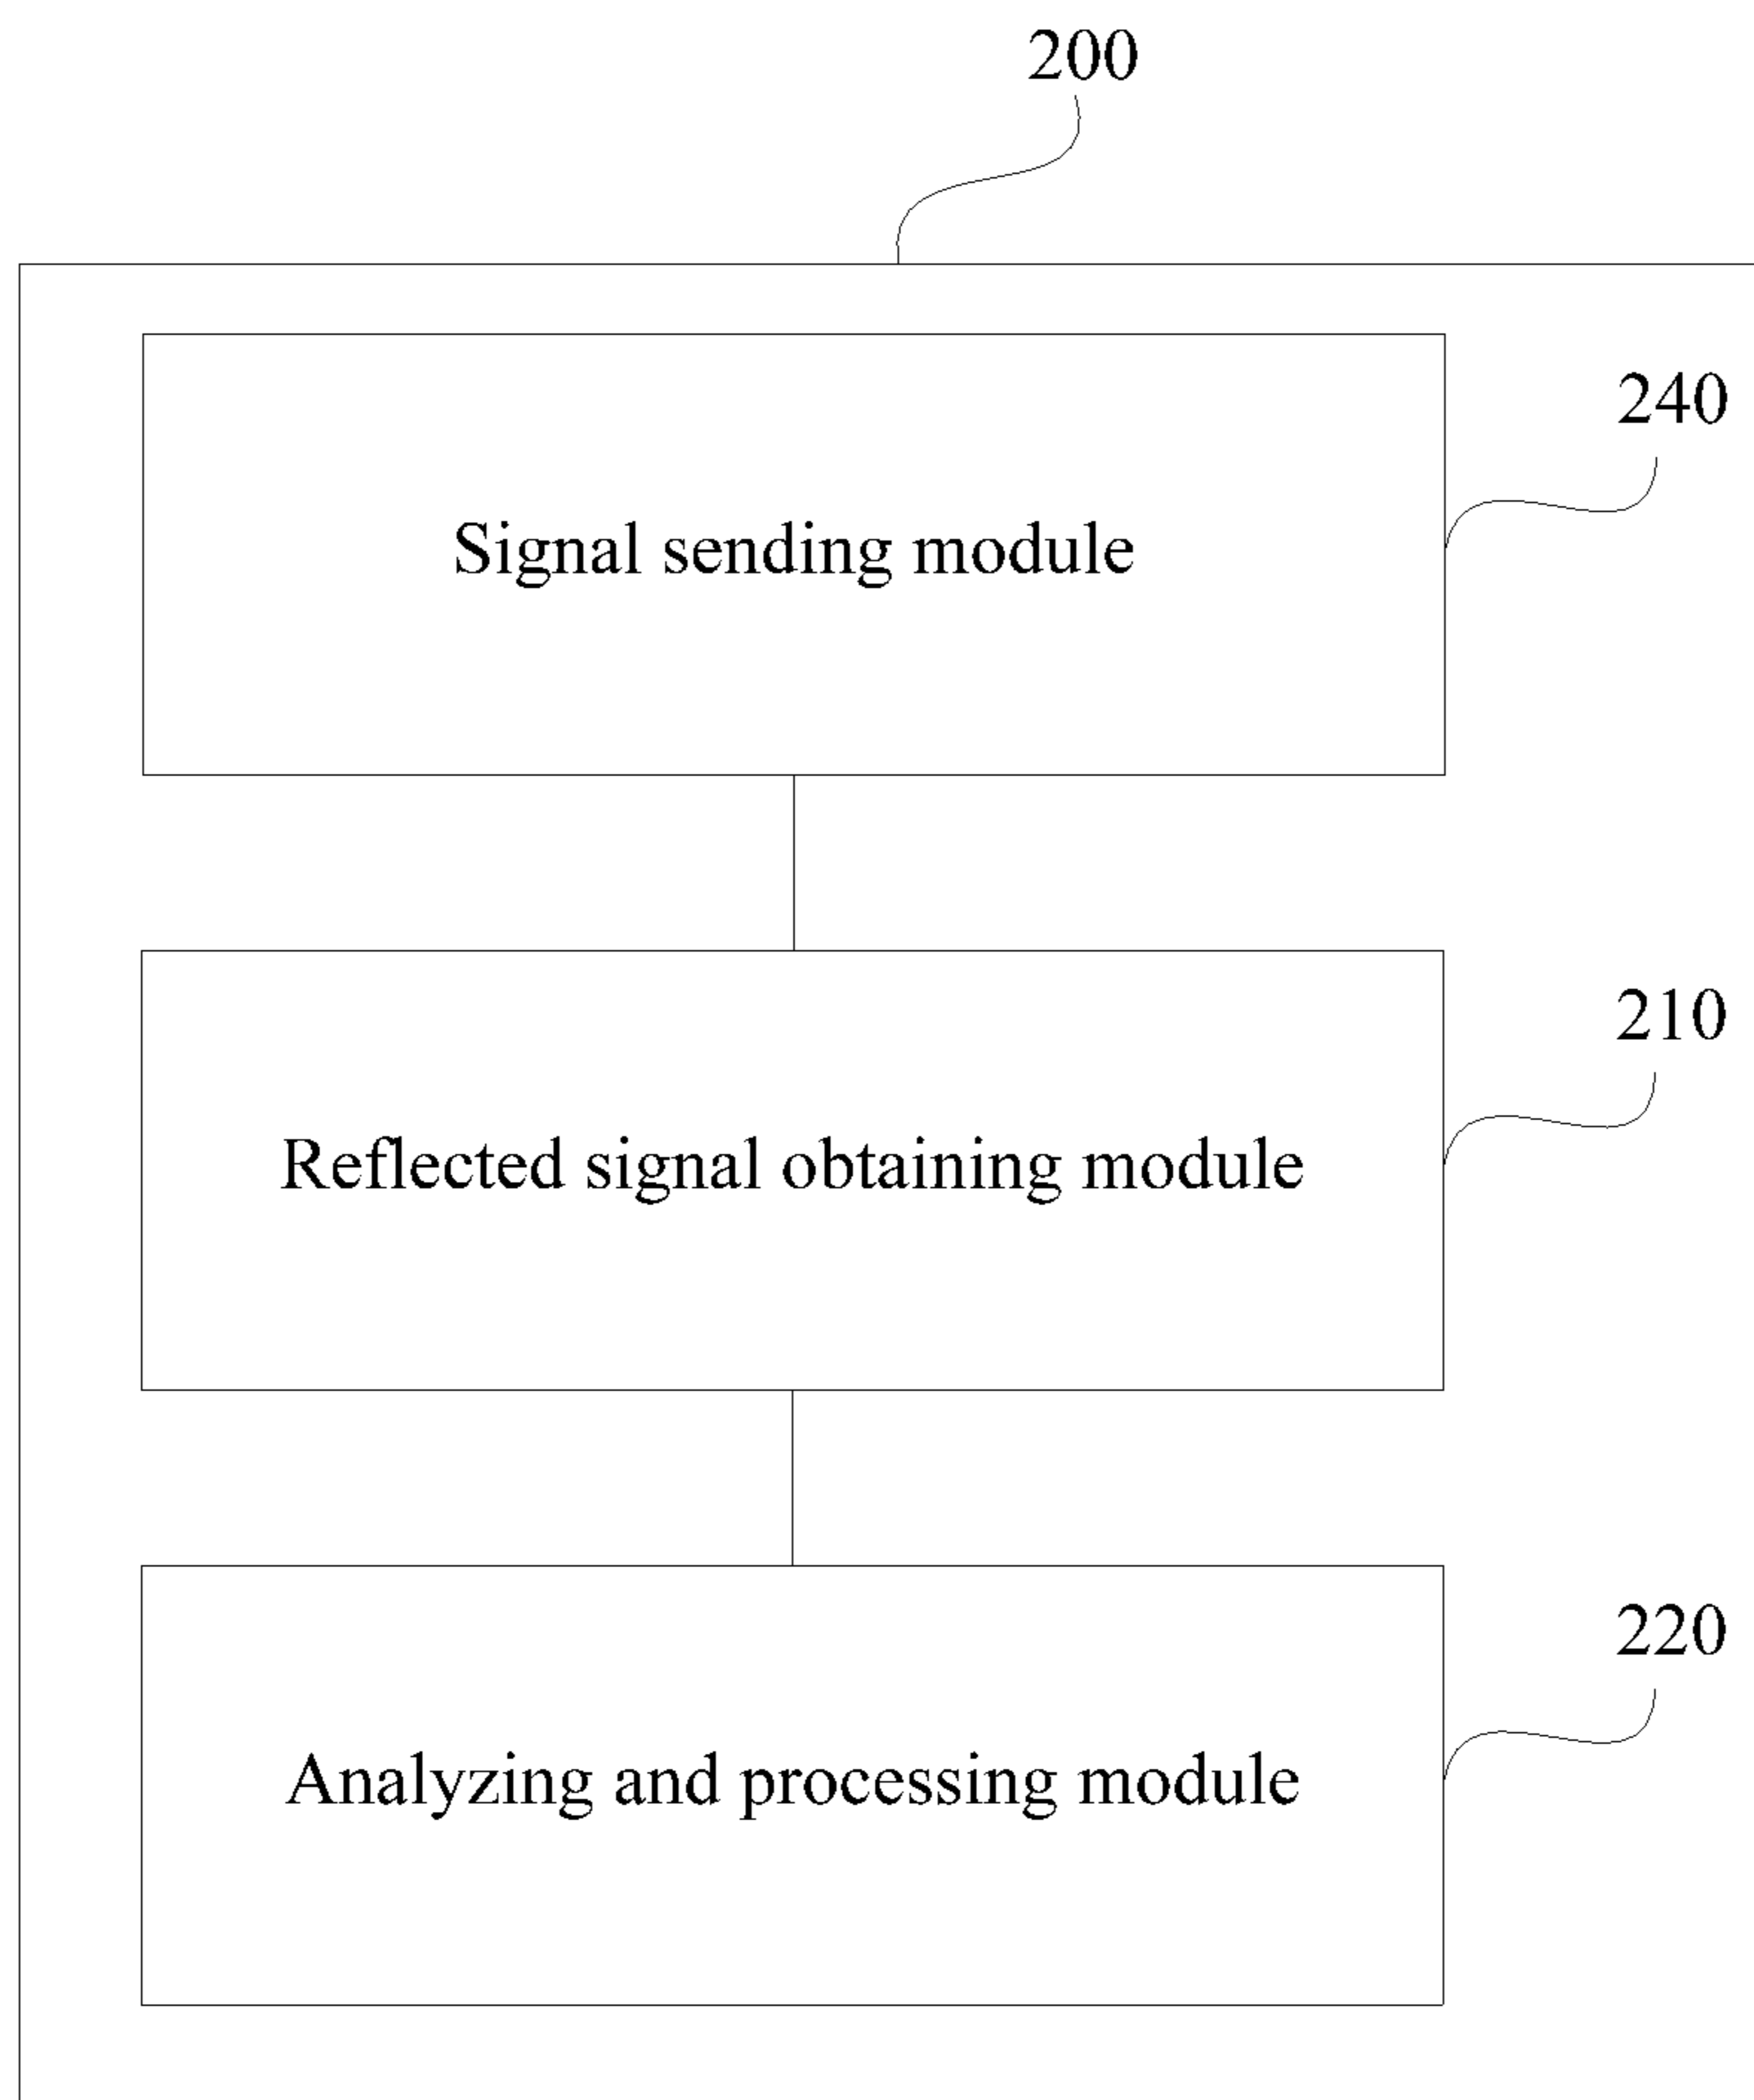 200
240
Signal sending module
210
Reflected signal obtaining module
220
Analyzing and processing module